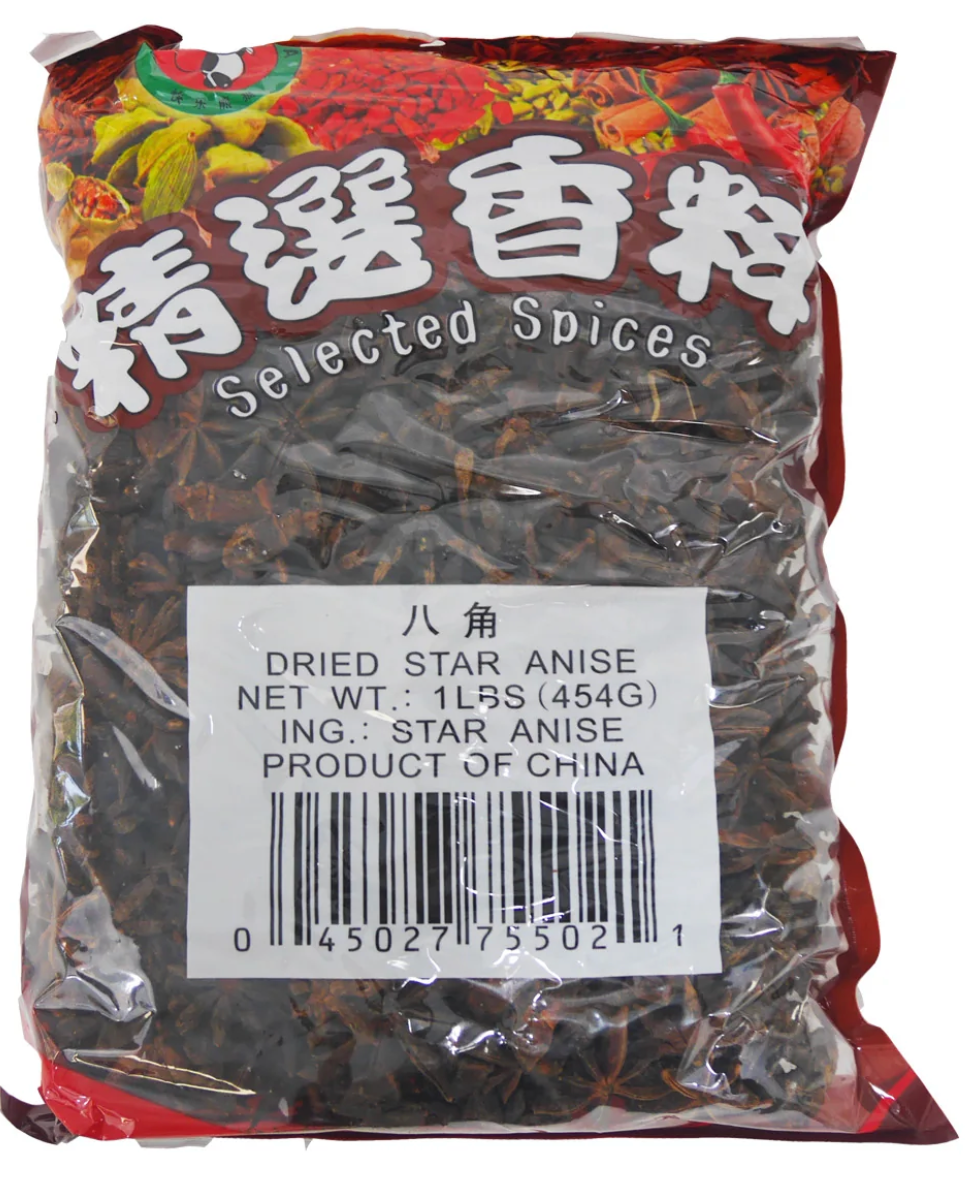 精選香料
Selected Spices
八角
DRIED STAR ANISE
NET WT.: 1LBS (454G)
ING.: STAR ANISE
PRODUCT OF CHINA
0 45027 75502 1